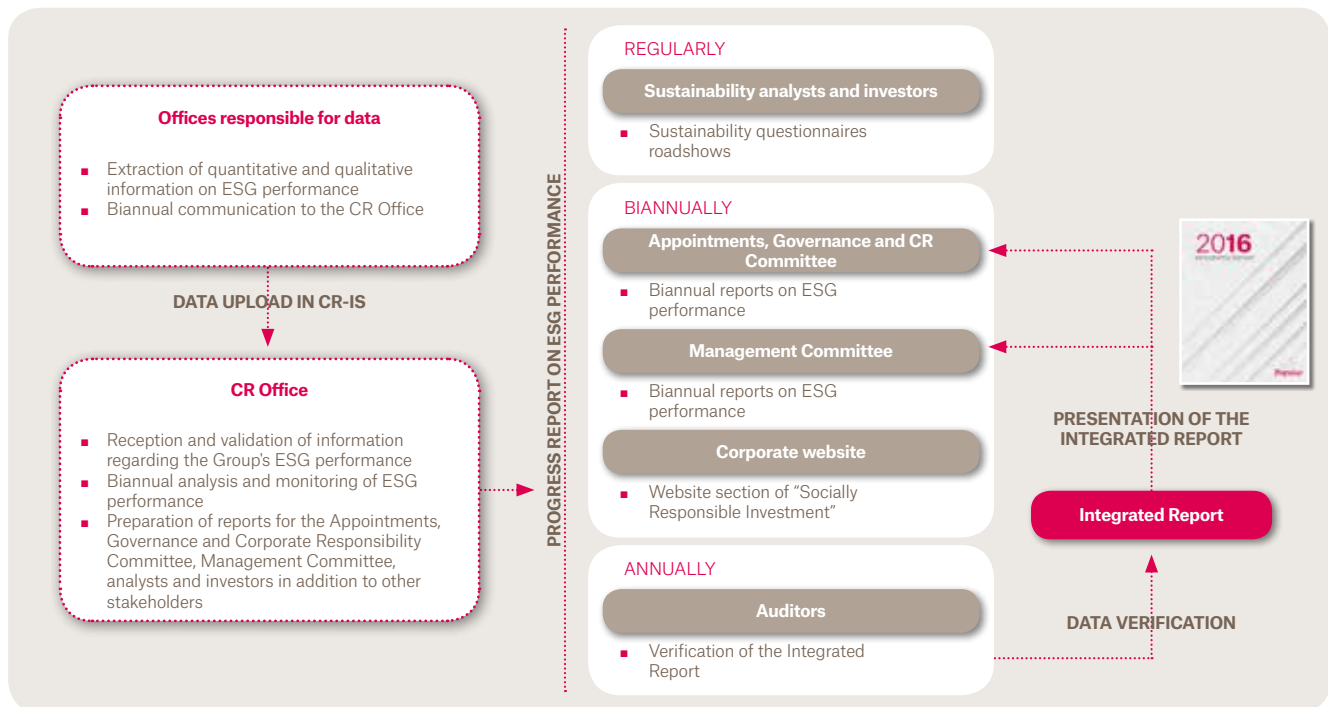 Offices responsible for data
■ Extraction of quantitative and qualitative
information on ESG performance
■ Biannual communication to the CR Office
DATA UPLOAD IN CR-IS
CR Office
■ Reception and validation of information
regarding the Group's ESG performance
■ Biannual analysis and monitoring of ESG
performance
■ Preparation of reports for the Appointments,
Governance and Corporate Responsibility
Committee, Management Committee,
analysts and investors in addition to other
stakeholders
PROGRESS REPORT ON ESG PERFORMANCE
REGULARLY
Sustainability analysts and investors
■ Sustainability questionnaires
roadshows
BIANNUALLY
Appointments, Governance and CR
Committee
■ Biannual reports on ESG
performance
Management Committee
■ Biannual reports on ESG
performance
Corporate website
■ Website section of “Socially
Responsible Investment”
ANNUALLY
Auditors
■ Verification of the Integrated
Report
2016
PRESENTATION OF THE
INTEGRATED REPORT
Integrated Report
DATA VERIFICATION